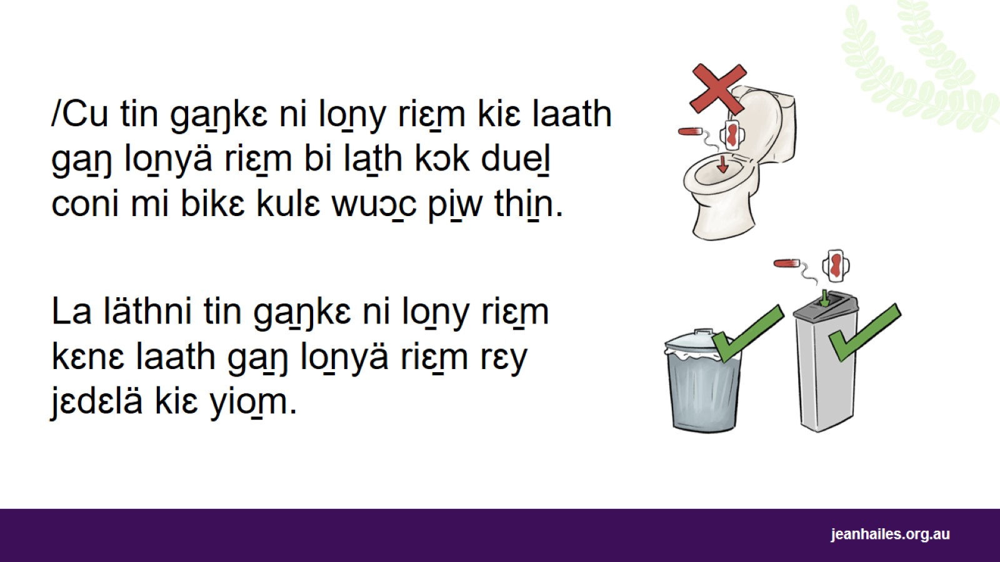 /Cu tin ga̱ŋkɛ ni lo̱ny riɛ̱m kiɛ laath
ga̱ŋ lo̱nyä riɛ̱m bi la̱th kɔk due̱l
coni mi bikɛ kulɛ wuɔ̱c pi̱w thi̱n.
La läthni tin ga̱ŋkɛ ni lo̱ny riɛ̱m
kɛnɛ laath ga̱ŋ lo̱nyä riɛ̱m rɛy
jɛdɛlä kiɛ yio̱m.
jeanhailes.org.au